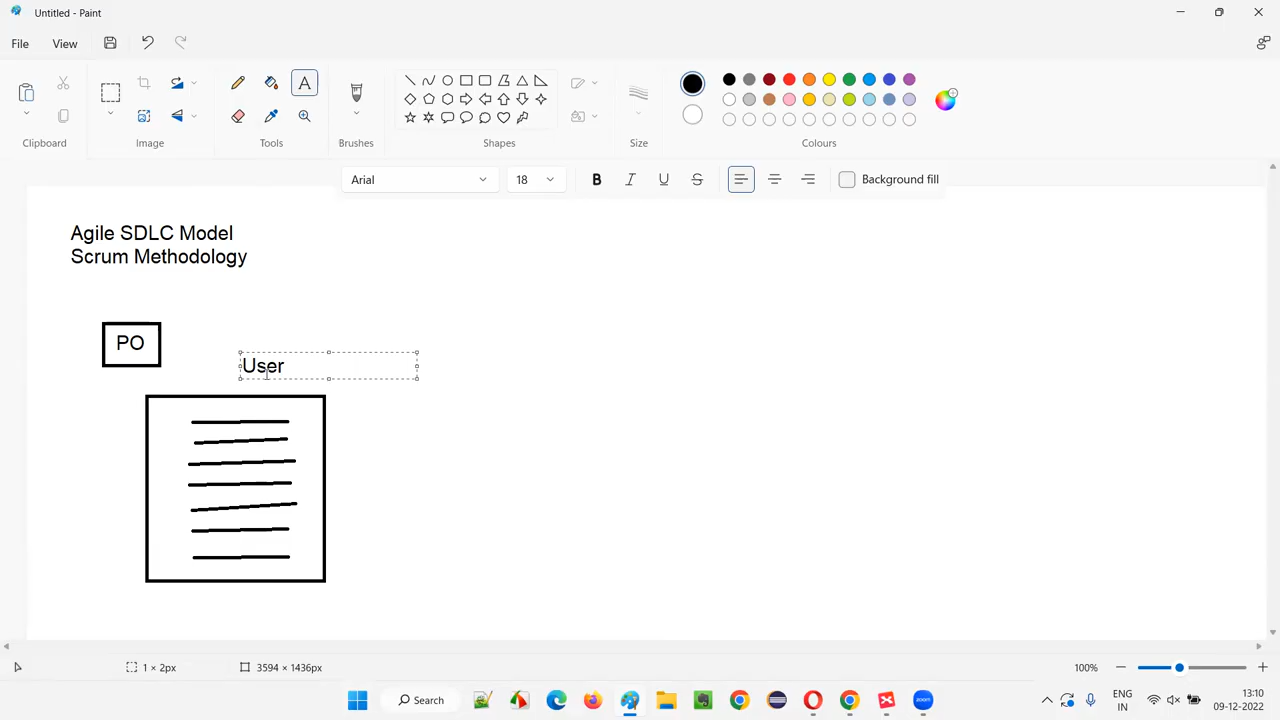 Untitled - Paint
File View
Clipboard Image Tools Brushes Shapes Size Colours
A
Arial 18 B I U S Background fill
Agile SDLC Model
Scrum Methodology
PO
User
1 × 2px 3594 × 1436px 100%
Search zoom ENG IN 13:10 09-12-2022